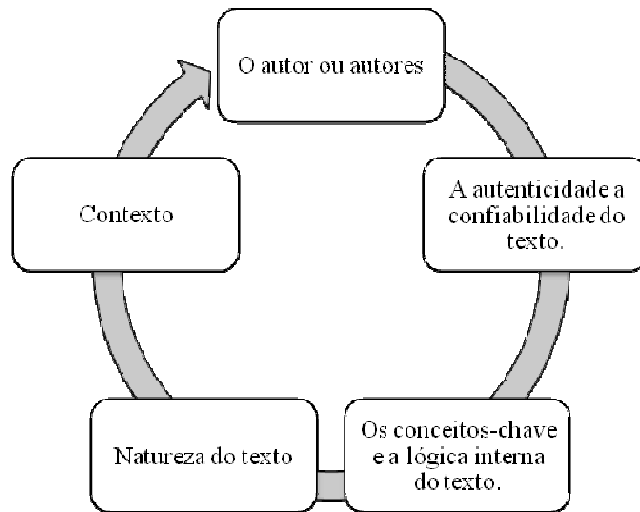 O autor ou autores
A autenticidade a
confiabilidade do
texto.
Os conceitos-chave
e a lógica interna
do texto.
Natureza do texto
Contexto